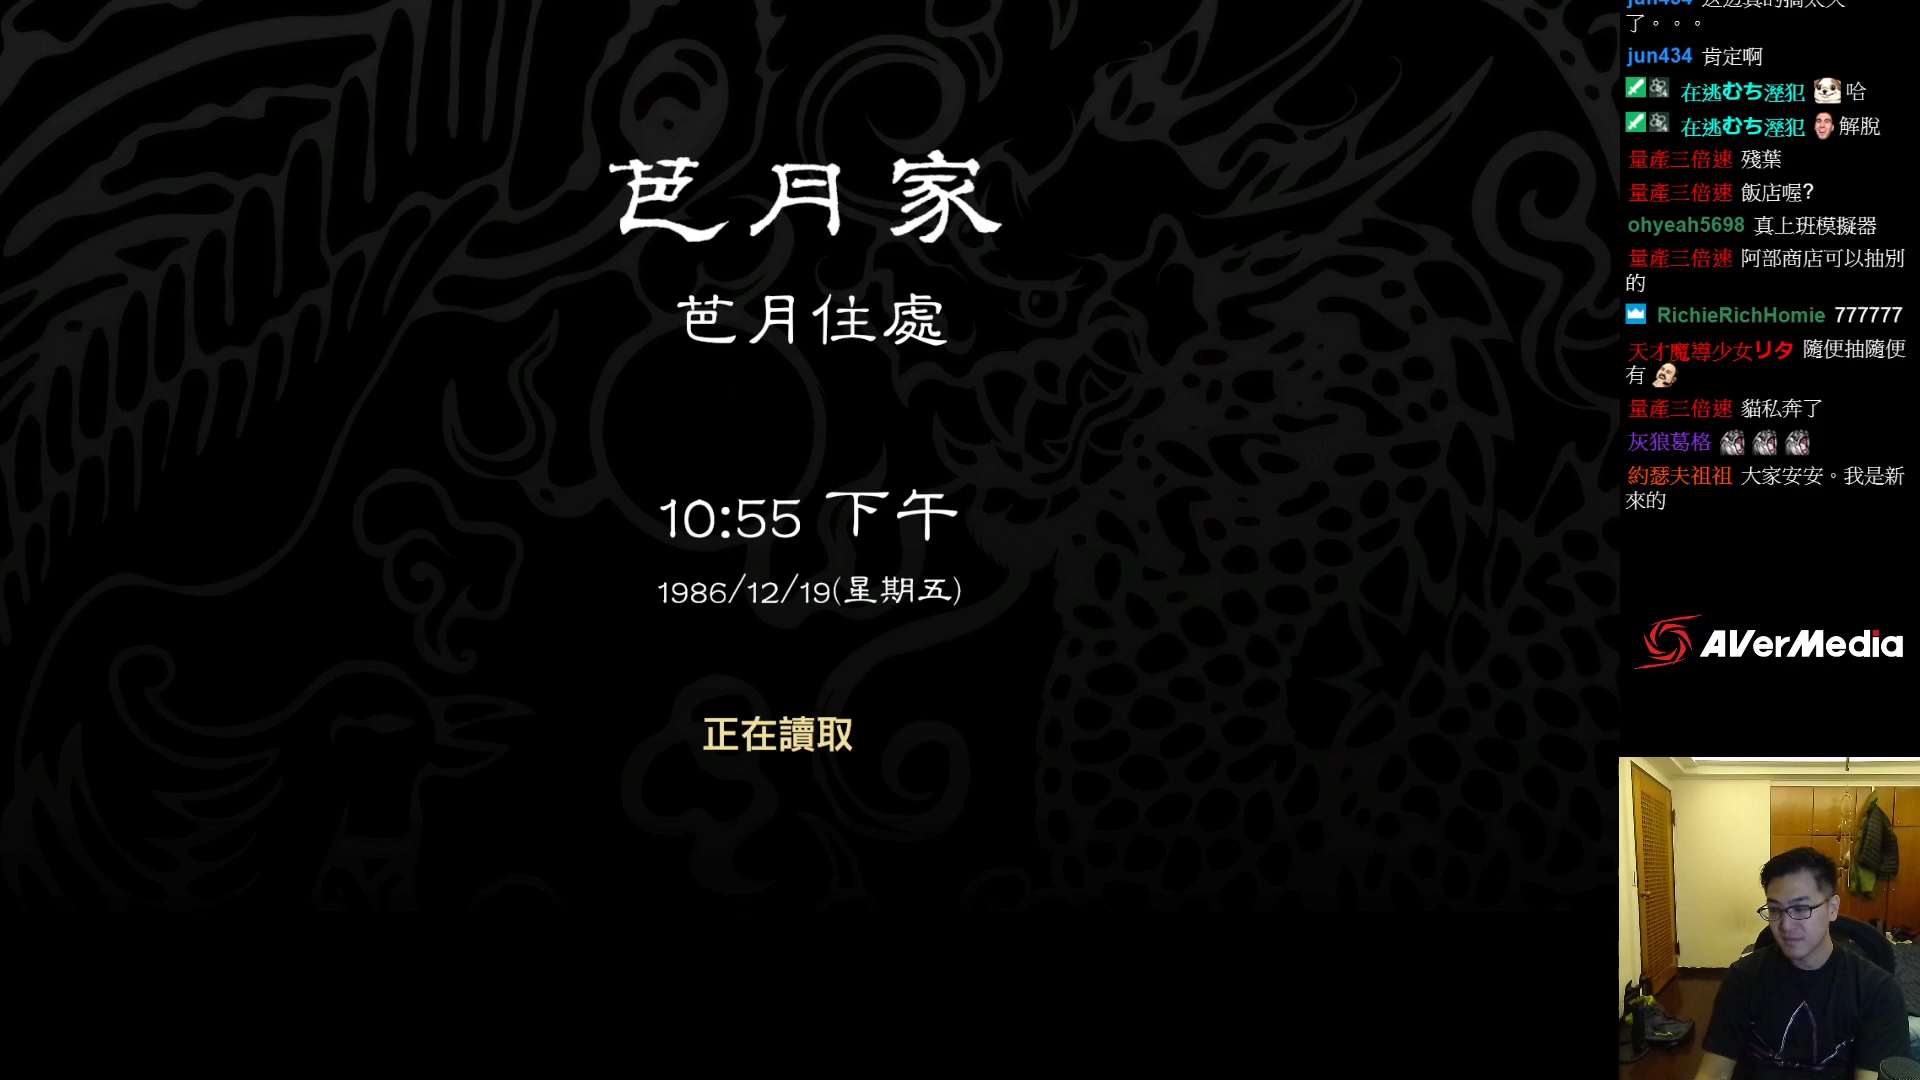 芭月家
芭月住處
10:55 下午
1986/12/19(星期五)
正在讀取
了。。。
jun434 肯定啊
在逃むち溼犯 哈
在逃むち溼犯 解脫
量產三倍速 殘葉
量產三倍速 飯店喔?
ohyeah5698 真上班模擬器
量產三倍速 阿部商店可以抽別
的
RichieRichHomie 777777
天才魔導少女リタ 隨便抽隨便
有
量產三倍速 貓私奔了
灰狼葛格
約瑟夫祖祖 大家安安。我是新
來的
AVerMedia